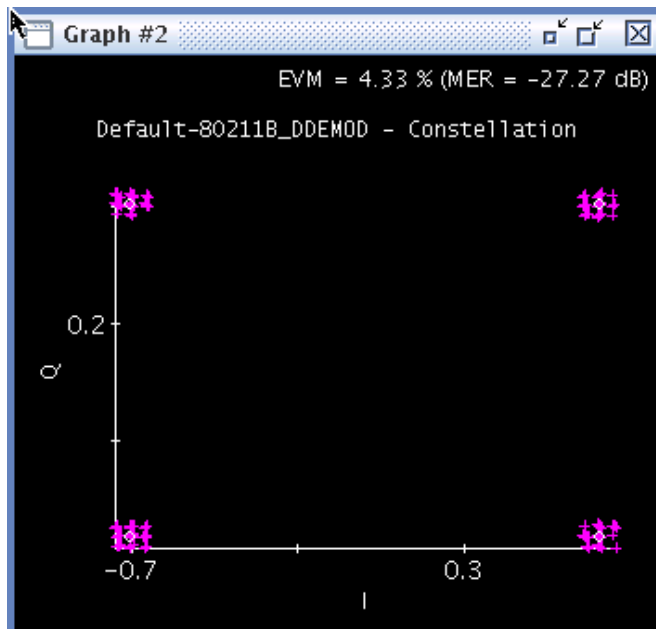 Graph #2
EVM = 4.33 % (MER = -27.27 dB)
Default-80211B_DDEMOD - Constellation
0.2
Q
-0.7
0.3
I